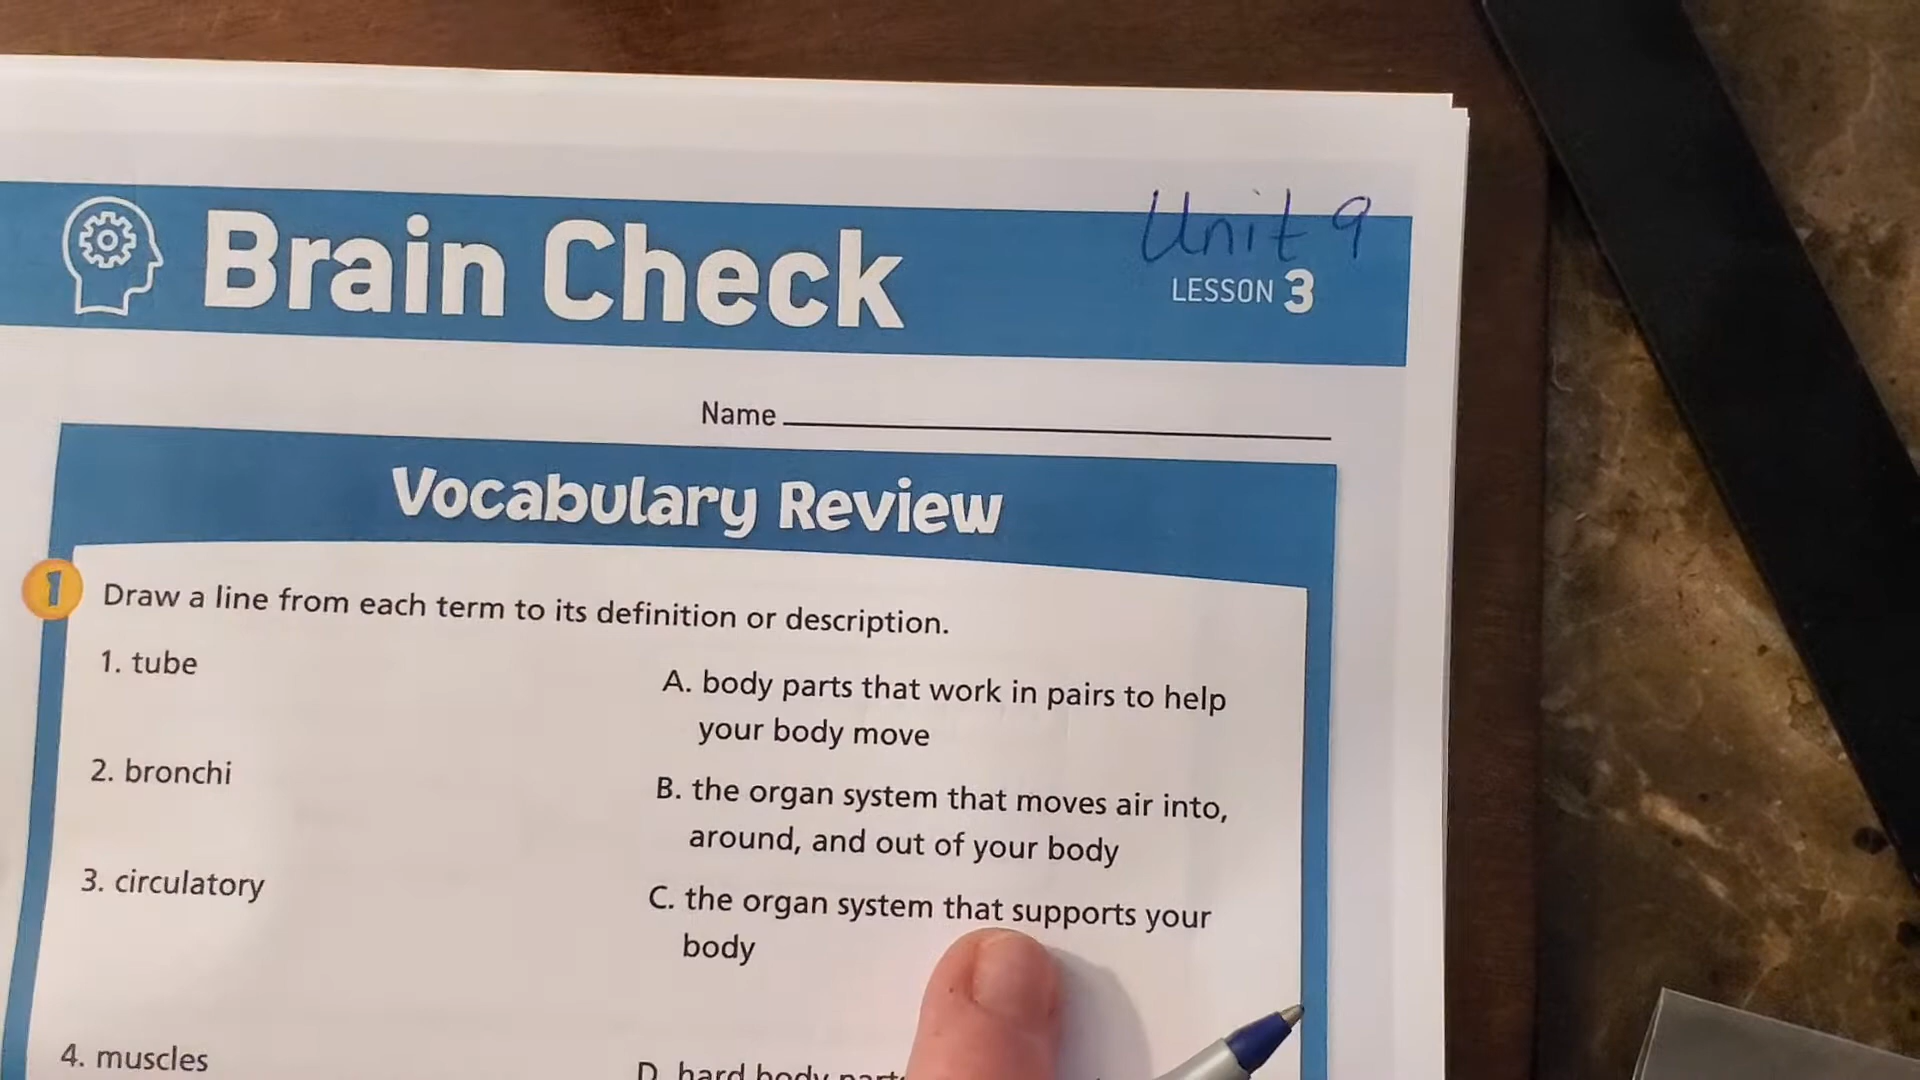 Unit 9
Brain Check
LESSON 3
Name
Vocabulary Review
1 Draw a line from each term to its definition or description.
1. tube
A. body parts that work in pairs to help
your body move
2. bronchi
B. the organ system that moves air into,
around, and out of your body
3. circulatory
C. the organ system that supports your
body
4. muscles
D. hard body